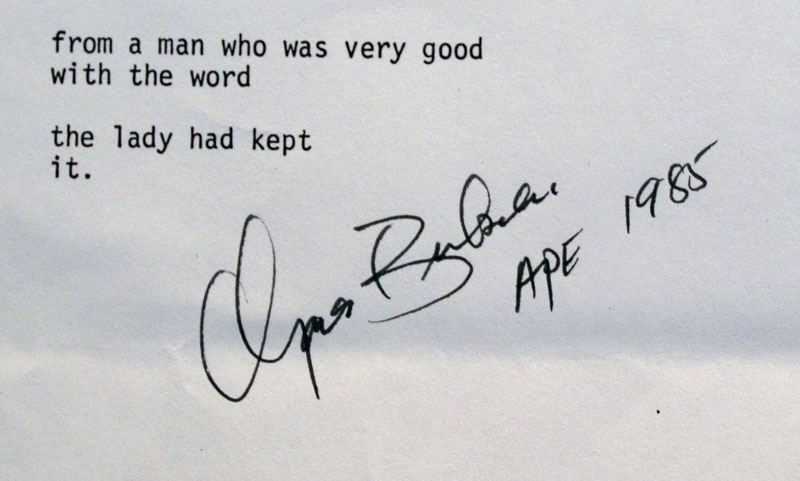 from a man who was very good
with the word
the lady had kept
it.
APE 1985